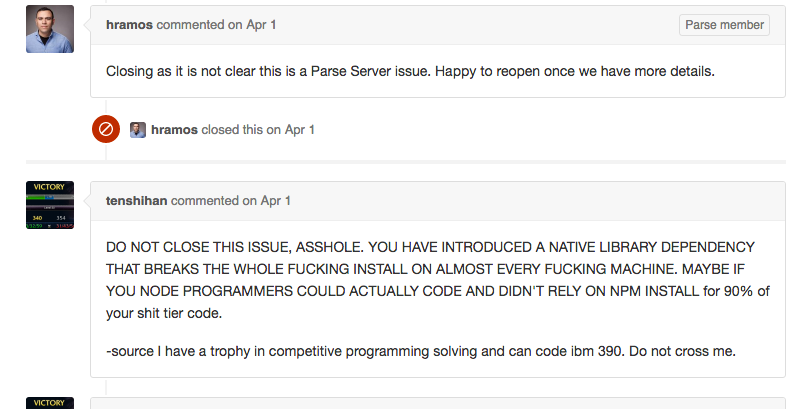 hramos commented on Apr 1
Parse member
Closing as it is not clear this is a Parse Server issue. Happy to reopen once we have more details.
hramos closed this on Apr 1
VICTORY
340 354
tenshihan commented on Apr 1
DO NOT CLOSE THIS ISSUE, ASSHOLE. YOU HAVE INTRODUCED A NATIVE LIBRARY DEPENDENCY
THAT BREAKS THE WHOLE FUCKING INSTALL ON ALMOST EVERY FUCKING MACHINE. MAYBE IF
YOU NODE PROGRAMMERS COULD ACTUALLY CODE AND DIDN'T RELY ON NPM INSTALL for 90% of
your shit tier code.
-source I have a trophy in competitive programming solving and can code ibm 390. Do not cross me.
VICTORY